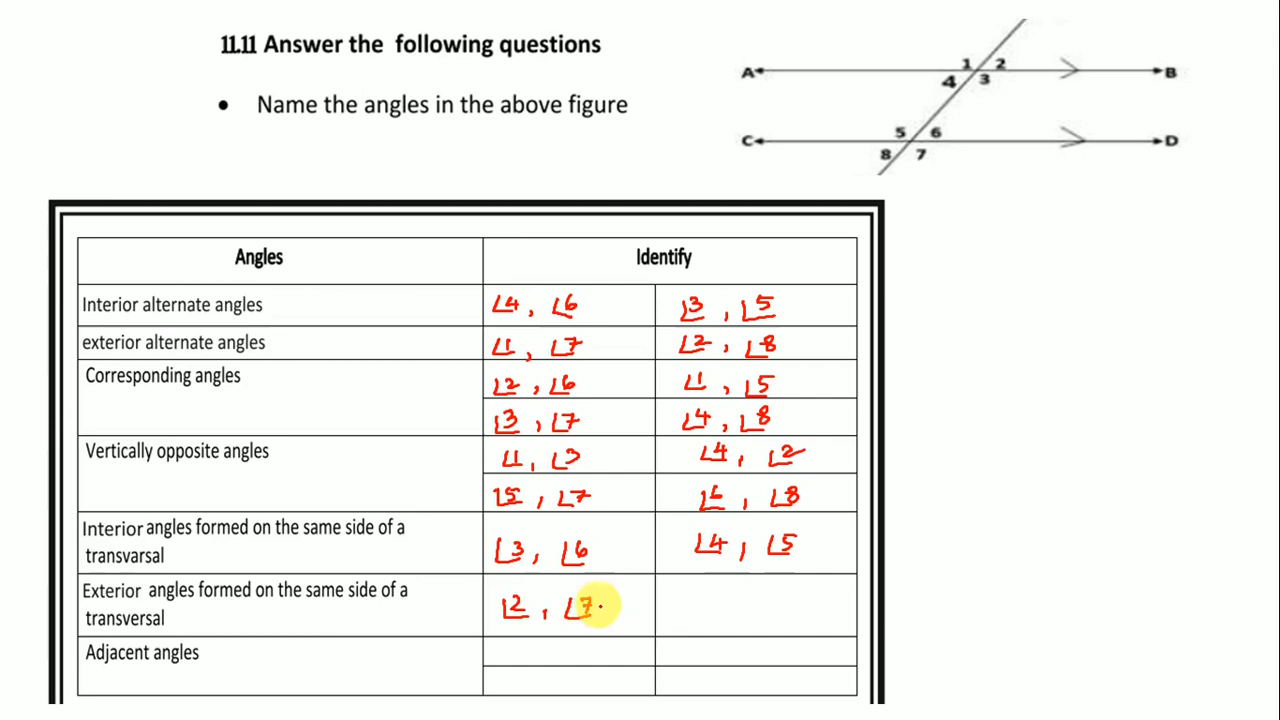 11.11 Answer the following questions
• Name the angles in the above figure
1 2
A B
4 3
5 6
C D
8 7
Angles Identify
Interior alternate angles ∠4, ∠6 ∠3, ∠5
exterior alternate angles ∠1, ∠7 ∠2, ∠8
Corresponding angles ∠2, ∠6 ∠1, ∠5
∠3, ∠7 ∠4, ∠8
Vertically opposite angles ∠1, ∠3 ∠4, ∠2
∠5, ∠7 ∠6, ∠8
Interior angles formed on the same side of a
transvarsal ∠3, ∠6 ∠4, ∠5
Exterior angles formed on the same side of a
transversal ∠2, ∠7
Adjacent angles